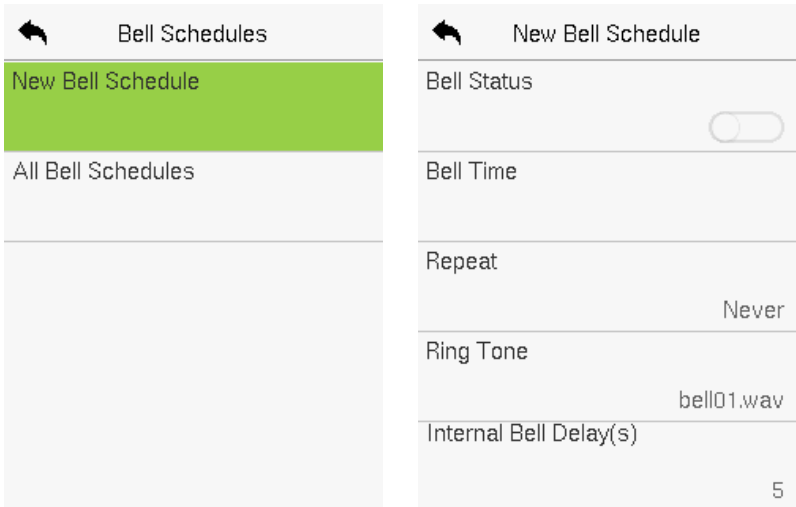 Bell Schedules
New Bell Schedule
All Bell Schedules
New Bell Schedule
Bell Status
Bell Time
Repeat
Never
Ring Tone
bell01.wav
Internal Bell Delay(s)
5